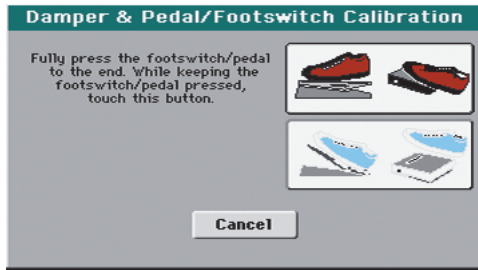 Damper & Pedal/Footswitch Calibration
Fully press the footswitch/pedal
to the end. While keeping the
footswitch/pedal pressed,
touch this button.
Cancel